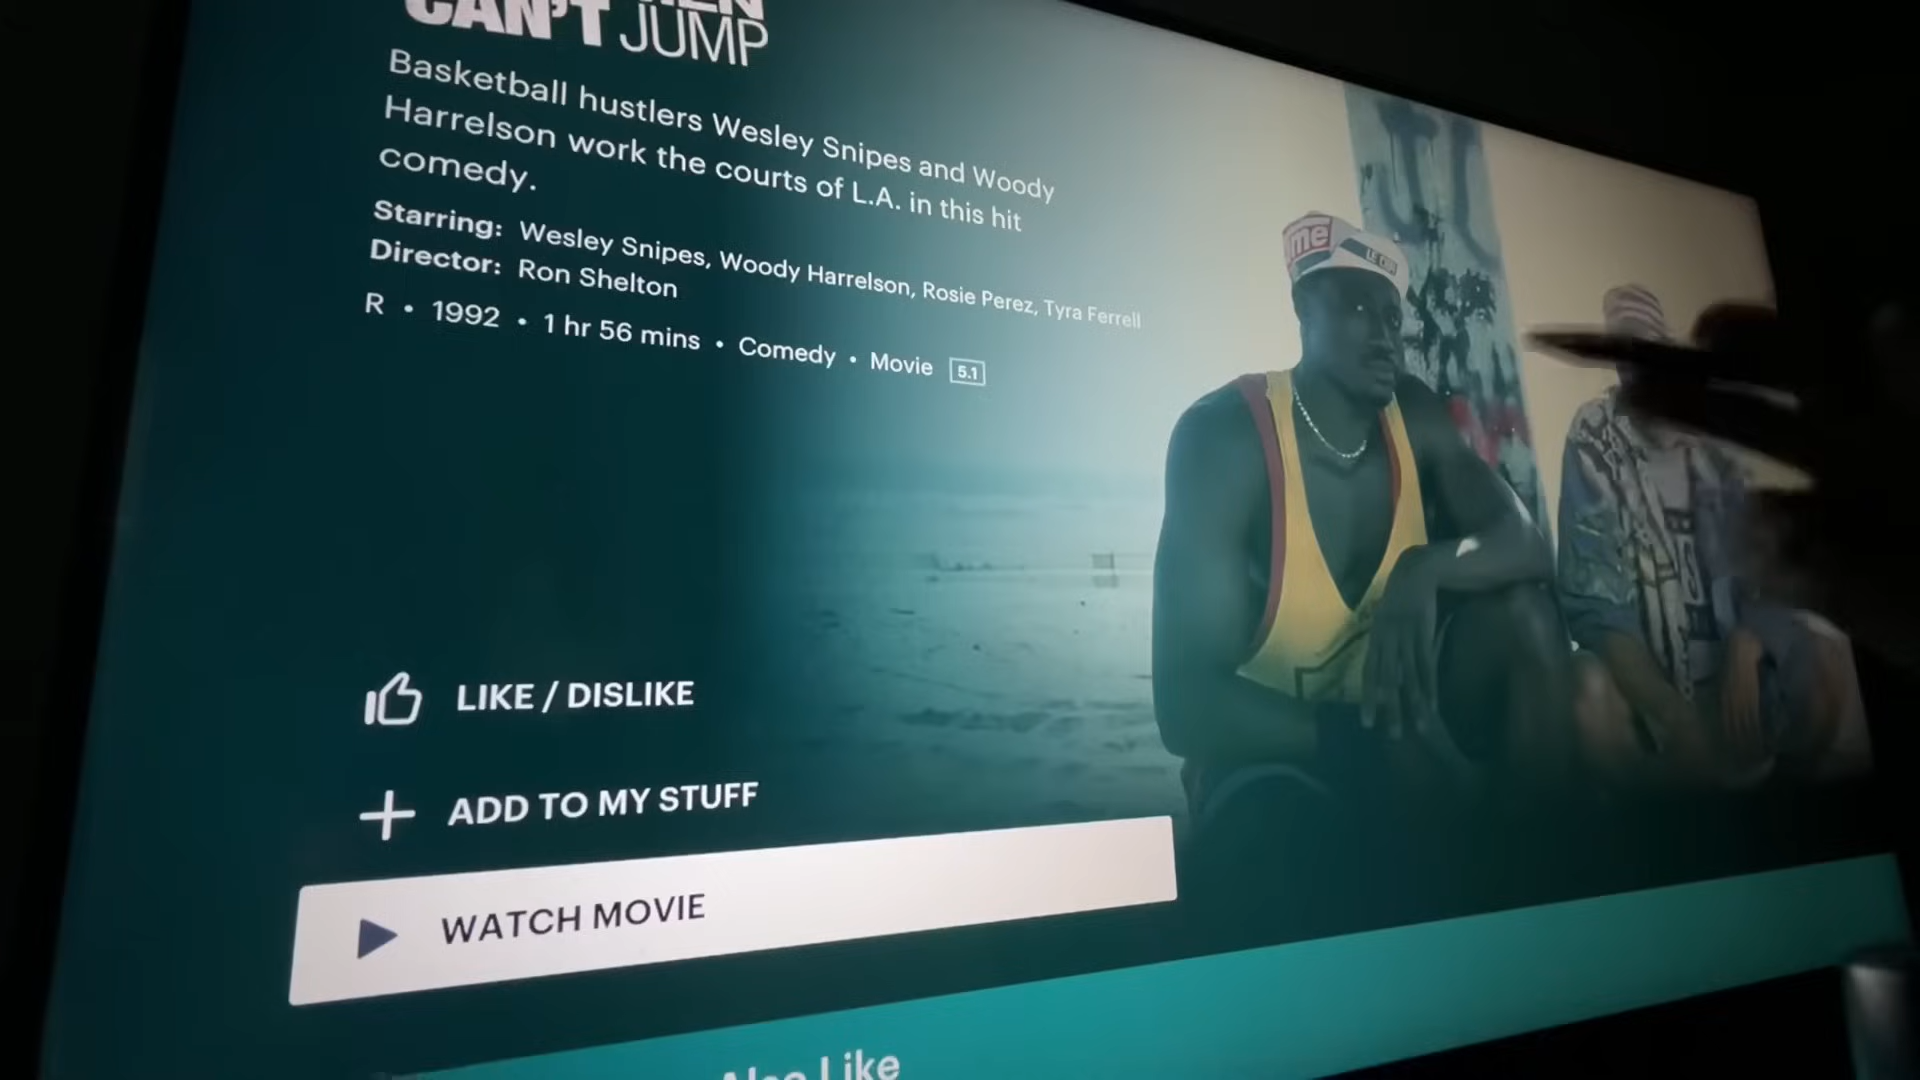 CAN'T JUMP
Basketball hustlers Wesley Snipes and Woody
Harrelson work the courts of L.A. in this hit
comedy.
Starring: Wesley Snipes, Woody Harrelson, Rosie Perez, Tyra Ferrell
Director: Ron Shelton
R • 1992 • 1 hr 56 mins • Comedy • Movie 5.1
me
LIKE / DISLIKE
ADD TO MY STUFF
WATCH MOVIE
Also Like